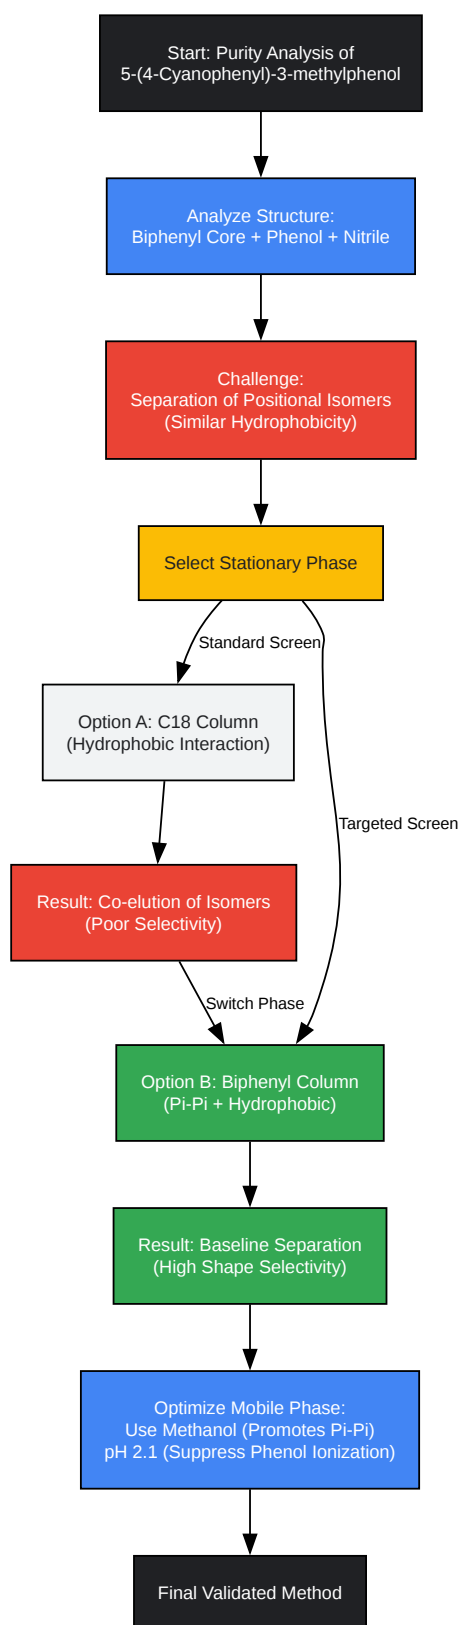 Start: Purity Analysis of
5-(4-Cyanophenyl)-3-methylphenol
Analyze Structure:
Biphenyl Core + Phenol + Nitrile
Challenge:
Separation of Positional Isomers
(Similar Hydrophobicity)
Select Stationary Phase
Standard Screen
Option A: C18 Column
(Hydrophobic Interaction)
Targeted Screen
Result: Co-elution of Isomers
(Poor Selectivity)
Switch Phase
Option B: Biphenyl Column
(Pi-Pi + Hydrophobic)
Result: Baseline Separation
(High Shape Selectivity)
Optimize Mobile Phase:
Use Methanol (Promotes Pi-Pi)
pH 2.1 (Suppress Phenol Ionization)
Final Validated Method